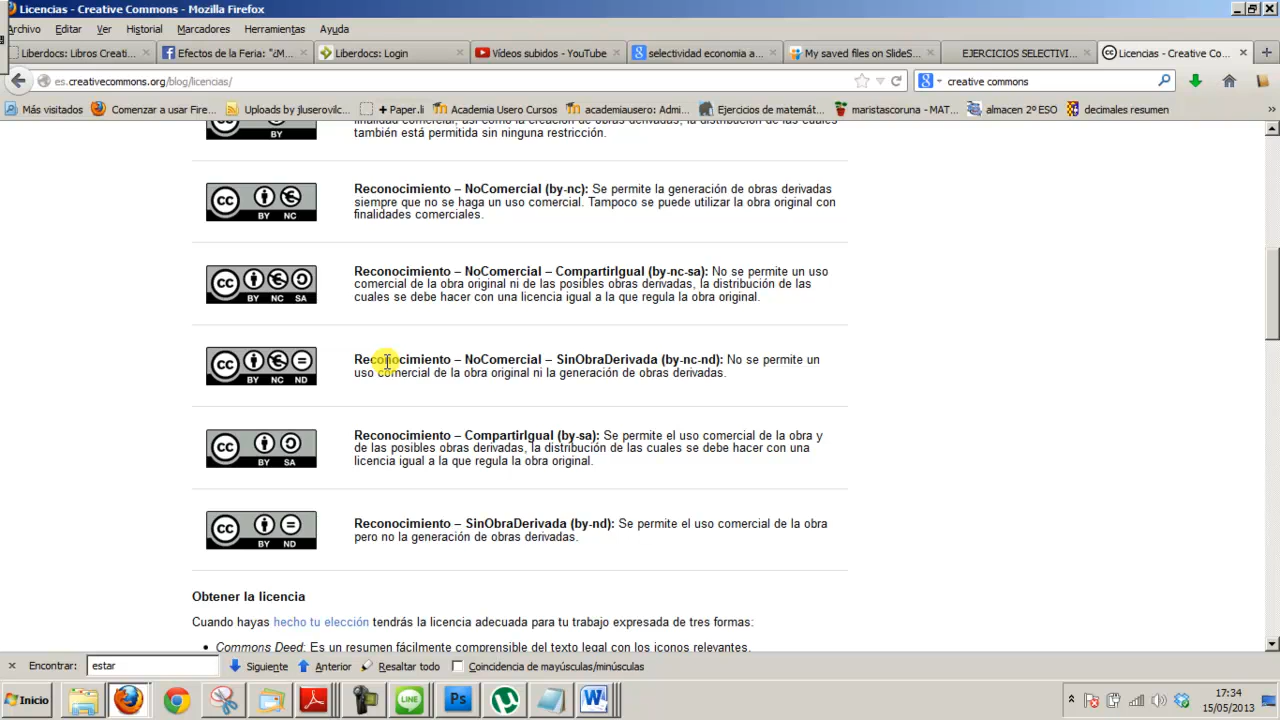 Licencias - Creative Commons - Mozilla Firefox
Archivo Editar Ver Historial Marcadores Herramientas Ayuda
Liberdocs: Libros Creati... Efectos de la Feria: "¿M... Liberdocs: Login Vídeos subidos - YouTube selectividad economia a... My saved files on SlideS... EJERCICIOS SELECTIVI... Licencias - Creative Co...
es.creativecommons.org/blog/licencias/ creative commons
Más visitados Comenzar a usar Fire... Uploads by jluserovilc... + Paper.li Academia Usero Cursos academiausero: Admi... Ejercicios de matemát... maristascoruna - MAT... almacen 2º ESO decimales resumen
finalidad comercial, así como la creación de obras derivadas, la distribución de las cuales
también está permitida sin ninguna restricción.
BY
Reconocimiento – NoComercial (by-nc): Se permite la generación de obras derivadas
siempre que no se haga un uso comercial. Tampoco se puede utilizar la obra original con
finalidades comerciales.
cc
BY NC
Reconocimiento – NoComercial – CompartirIgual (by-nc-sa): No se permite un uso
comercial de la obra original ni de las posibles obras derivadas, la distribución de las
cuales se debe hacer con una licencia igual a la que regula la obra original.
cc
BY NC SA
Reconocimiento – NoComercial – SinObraDerivada (by-nc-nd): No se permite un
uso comercial de la obra original ni la generación de obras derivadas.
cc
BY NC ND
Reconocimiento – CompartirIgual (by-sa): Se permite el uso comercial de la obra y
de las posibles obras derivadas, la distribución de las cuales se debe hacer con una
licencia igual a la que regula la obra original.
cc
BY SA
Reconocimiento – SinObraDerivada (by-nd): Se permite el uso comercial de la obra
pero no la generación de obras derivadas.
cc
BY ND
Obtener la licencia
Cuando hayas hecho tu elección tendrás la licencia adecuada para tu trabajo expresada de tres formas:
Commons Deed: Es un resumen fácilmente comprensible del texto legal con los iconos relevantes.
Encontrar: estar Siguiente Anterior Resaltar todo Coincidencia de mayúsculas/minúsculas
Inicio LINE Ps W 17:34
15/05/2013